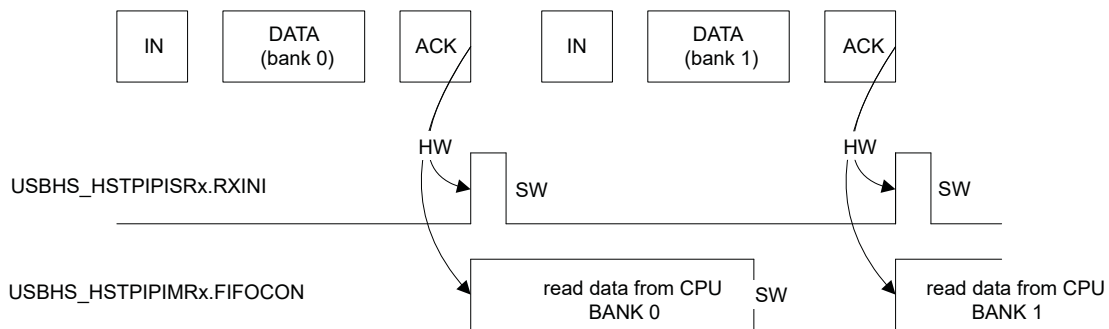 IN
DATA
(bank 0)
ACK
IN
DATA
(bank 1)
ACK
HW
HW
USBHS_HSTPIPISRx.RXINI
SW
SW
USBHS_HSTPIPIMRx.FIFOCON
read data from CPU
BANK 0
SW
read data from CPU
BANK 1